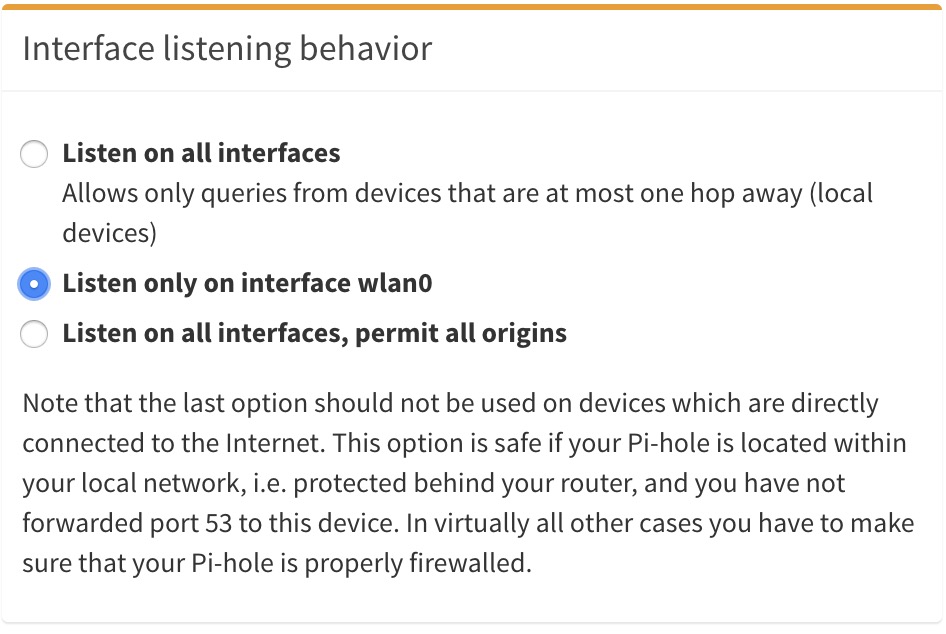 Interface listening behavior
Listen on all interfaces
Allows only queries from devices that are at most one hop away (local
devices)
Listen only on interface wlan0
Listen on all interfaces, permit all origins
Note that the last option should not be used on devices which are directly
connected to the Internet. This option is safe if your Pi-hole is located within
your local network, i.e. protected behind your router, and you have not
forwarded port 53 to this device. In virtually all other cases you have to make
sure that your Pi-hole is properly firewalled.